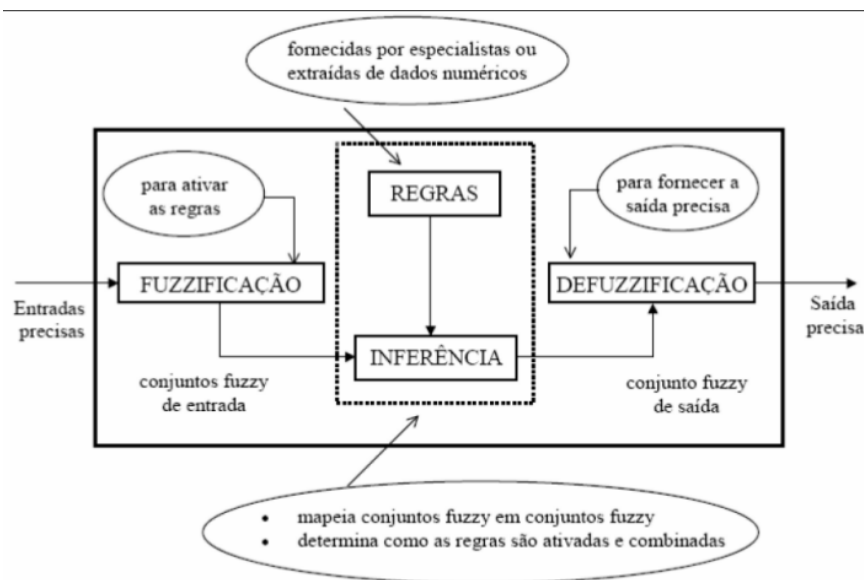 fornecidas por especialistas ou
extraídas de dados numéricos
para ativar
as regras
REGRAS
para fornecer a
saída precisa
FUZZIFICAÇÃO
DEFUZZIFICAÇÃO
Entradas
precisas
Saída
precisa
INFERÊNCIA
conjuntos fuzzy
de entrada
conjunto fuzzy
de saída
• mapeia conjuntos fuzzy em conjuntos fuzzy
• determina como as regras são ativadas e combinadas